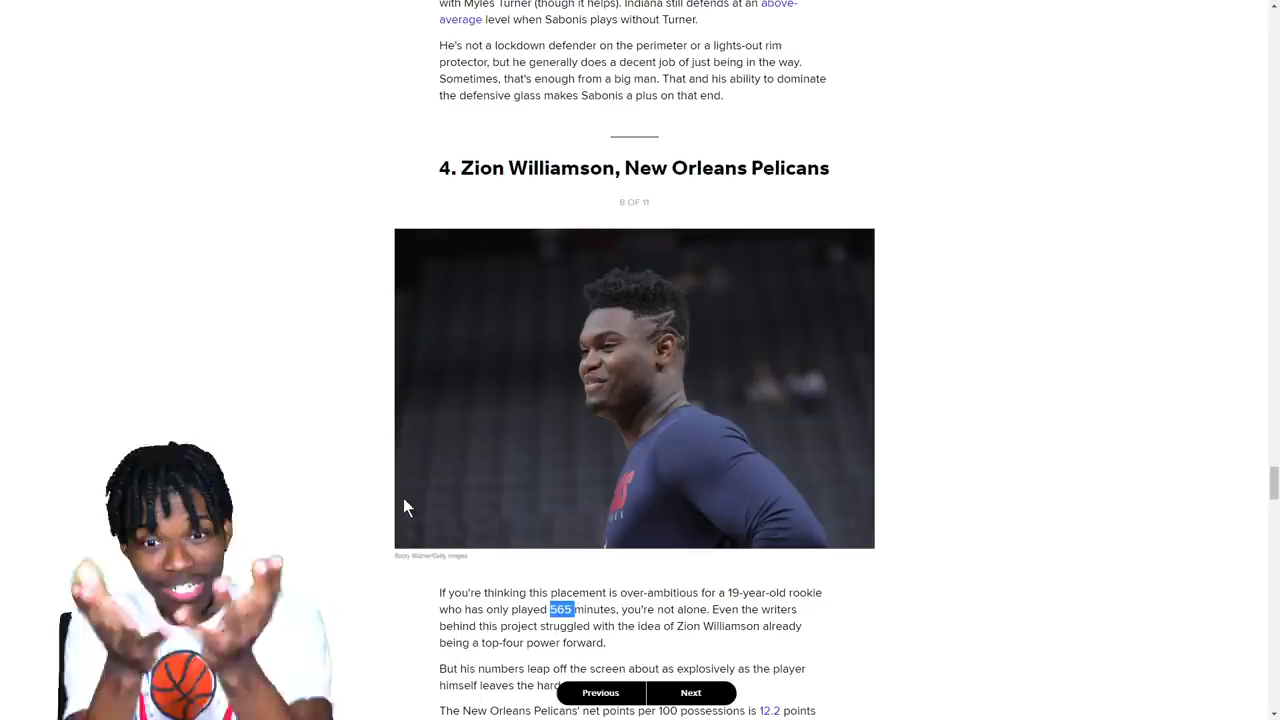 with Myles Turner (though it helps). Indiana still defends at an above-
average level when Sabonis plays without Turner.
He's not a lockdown defender on the perimeter or a lights-out rim
protector, but he generally does a decent job of just being in the way.
Sometimes, that's enough from a big man. That and his ability to dominate
the defensive glass makes Sabonis a plus on that end.
4. Zion Williamson, New Orleans Pelicans
8 OF 11
If you're thinking this placement is over-ambitious for a 19-year-old rookie
who has only played 565 minutes, you're not alone. Even the writers
behind this project struggled with the idea of Zion Williamson already
being a top-four power forward.
But his numbers leap off the screen about as explosively as the player
himself leaves the hard
Previous
Next
The New Orleans Pelicans' net points per 100 possessions is 12.2 points